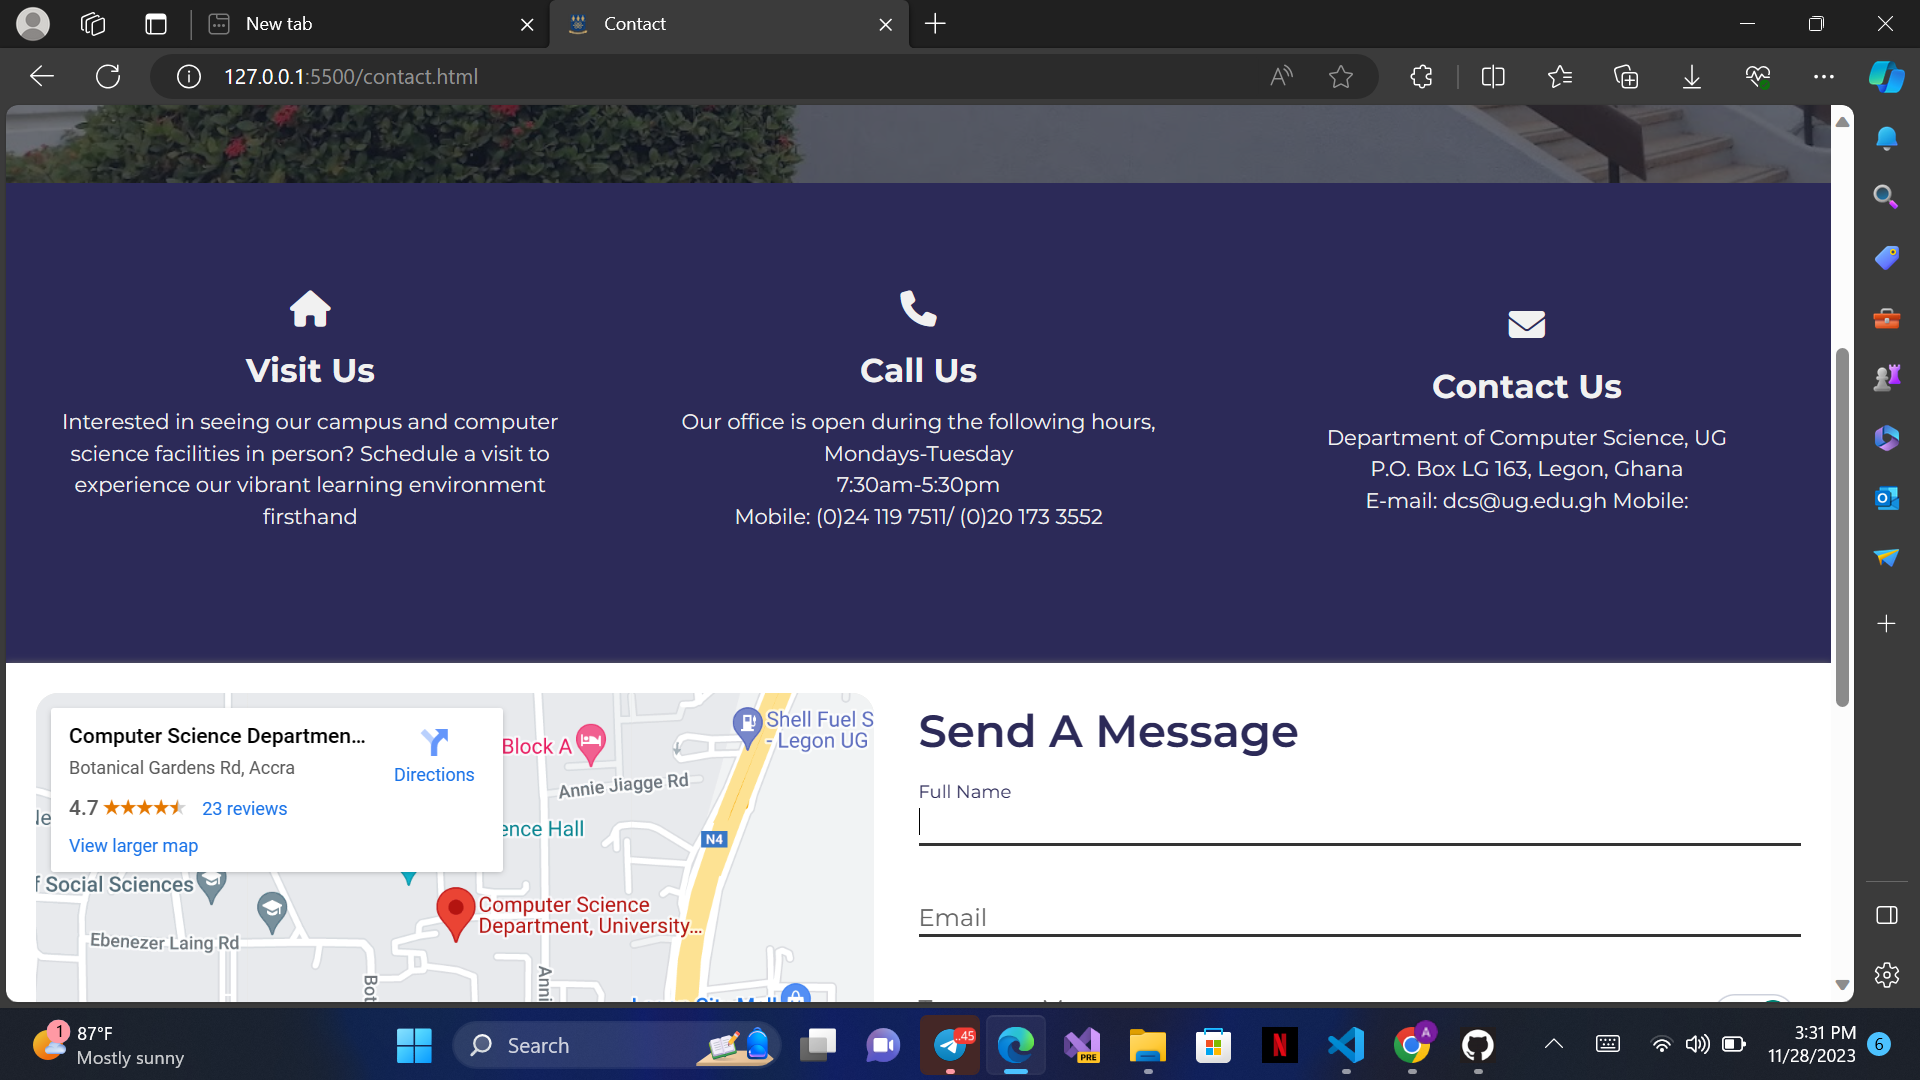 New tab
Contact
127.0.0.1:5500/contact.html
Visit Us
Interested in seeing our campus and computer
science facilities in person? Schedule a visit to
experience our vibrant learning environment
firsthand
Call Us
Our office is open during the following hours,
Mondays-Tuesday
7:30am-5:30pm
Mobile: (0)24 119 7511/ (0)20 173 3552
Contact Us
Department of Computer Science, UG
P.O. Box LG 163, Legon, Ghana
E-mail: dcs@ug.edu.gh Mobile:
Computer Science Departmen...
Botanical Gardens Rd, Accra
4.7
23 reviews
View larger map
Directions
Block A
Shell Fuel S
- Legon UG
Annie Jiagge Rd
ence Hall
N4
f Social Sciences
Computer Science
Department, University...
Ebenezer Laing Rd
Bot
Anni
Send A Message
Full Name
Email
1
87°F
Mostly sunny
Search
..45
PRE
N
A
3:31 PM
11/28/2023
6